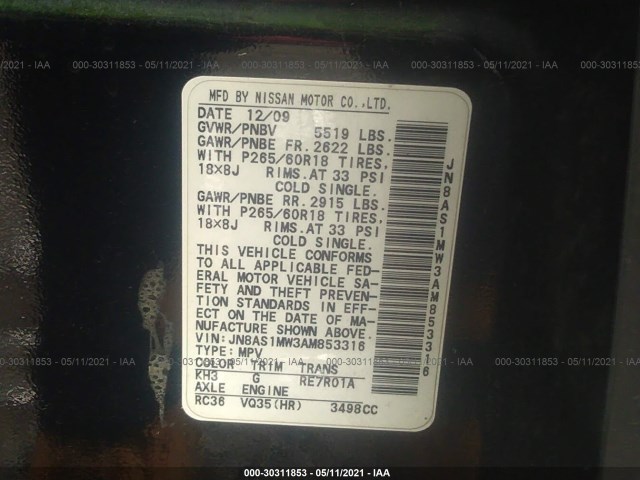 000-30311853 - 05/11/2021 - IAA
000-30311853 - 05/11/2021 - IAA
000-30311853 - 05/11/2021 - IAA
MFD BY NISSAN MOTOR CO.,LTD.
DATE 12/09
GVWR/PNBV 5519 LBS.
GAWR/PNBE FR. 2622 LBS.
WITH P265/60R18 TIRES,
18×8J RIMS.AT 33 PSI
COLD SINGLE.
GAWR/PNBE RR. 2915 LBS.
WITH P265/60R18 TIRES,
18×8J RIMS.AT 33 PSI
COLD SINGLE.
THIS VEHICLE CONFORMS
TO ALL APPLICABLE FED-
ERAL MOTOR VEHICLE SA-
FETY AND THEFT PREVEN-
TION STANDARDS IN EFF-
ECT ON THE DATE OF MA-
NUFACTURE SHOWN ABOVE.
VIN: JN8AS1MW3AM853316
TYPE: MPV
COLOR TRIM TRANS
KH3 G RE7R01A
AXLE ENGINE
RC36 VQ35(HR) 3498CC
JN8AS1MW3AM853316
000-30311853 - 05/11/2021 - IAA